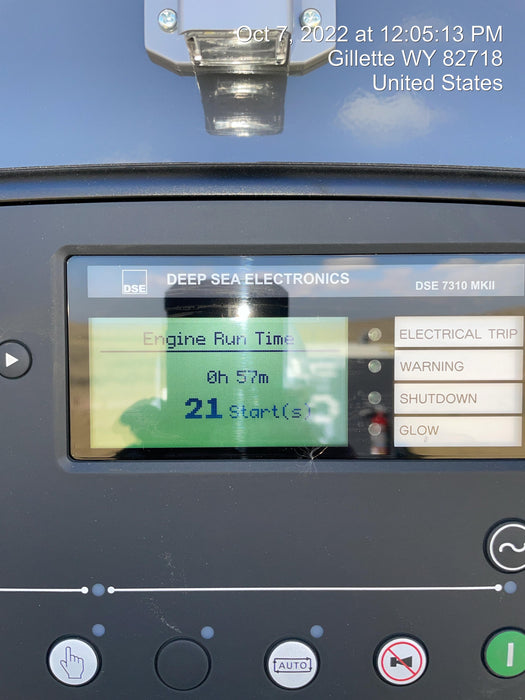 Oct 7, 2022 at 12:05:13 PM
Gillette WY 82718
United States
DSE DEEP SEA ELECTRONICS DSE 7310 MKII
Engine Run Time
0h 57m
21 Start(s)
ELECTRICAL TRIP
WARNING
SHUTDOWN
GLOW
AUTO